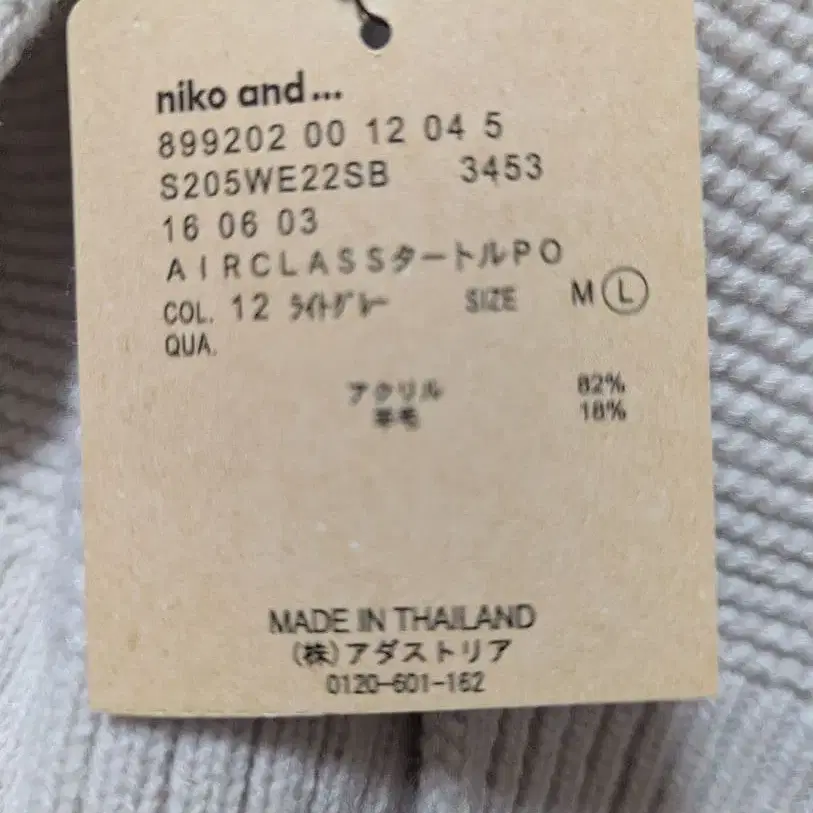 niko and...
899202 00 12 04 5
S205WE22SB 3453
16 06 03
AIRCLASSタートルPO
COL. 12 ﾗｲﾄｸﾞﾚｰ SIZE M Ⓛ
QUA.
アクリル 82%
羊毛 18%
MADE IN THAILAND
(株)アダストリア
0120-601-162